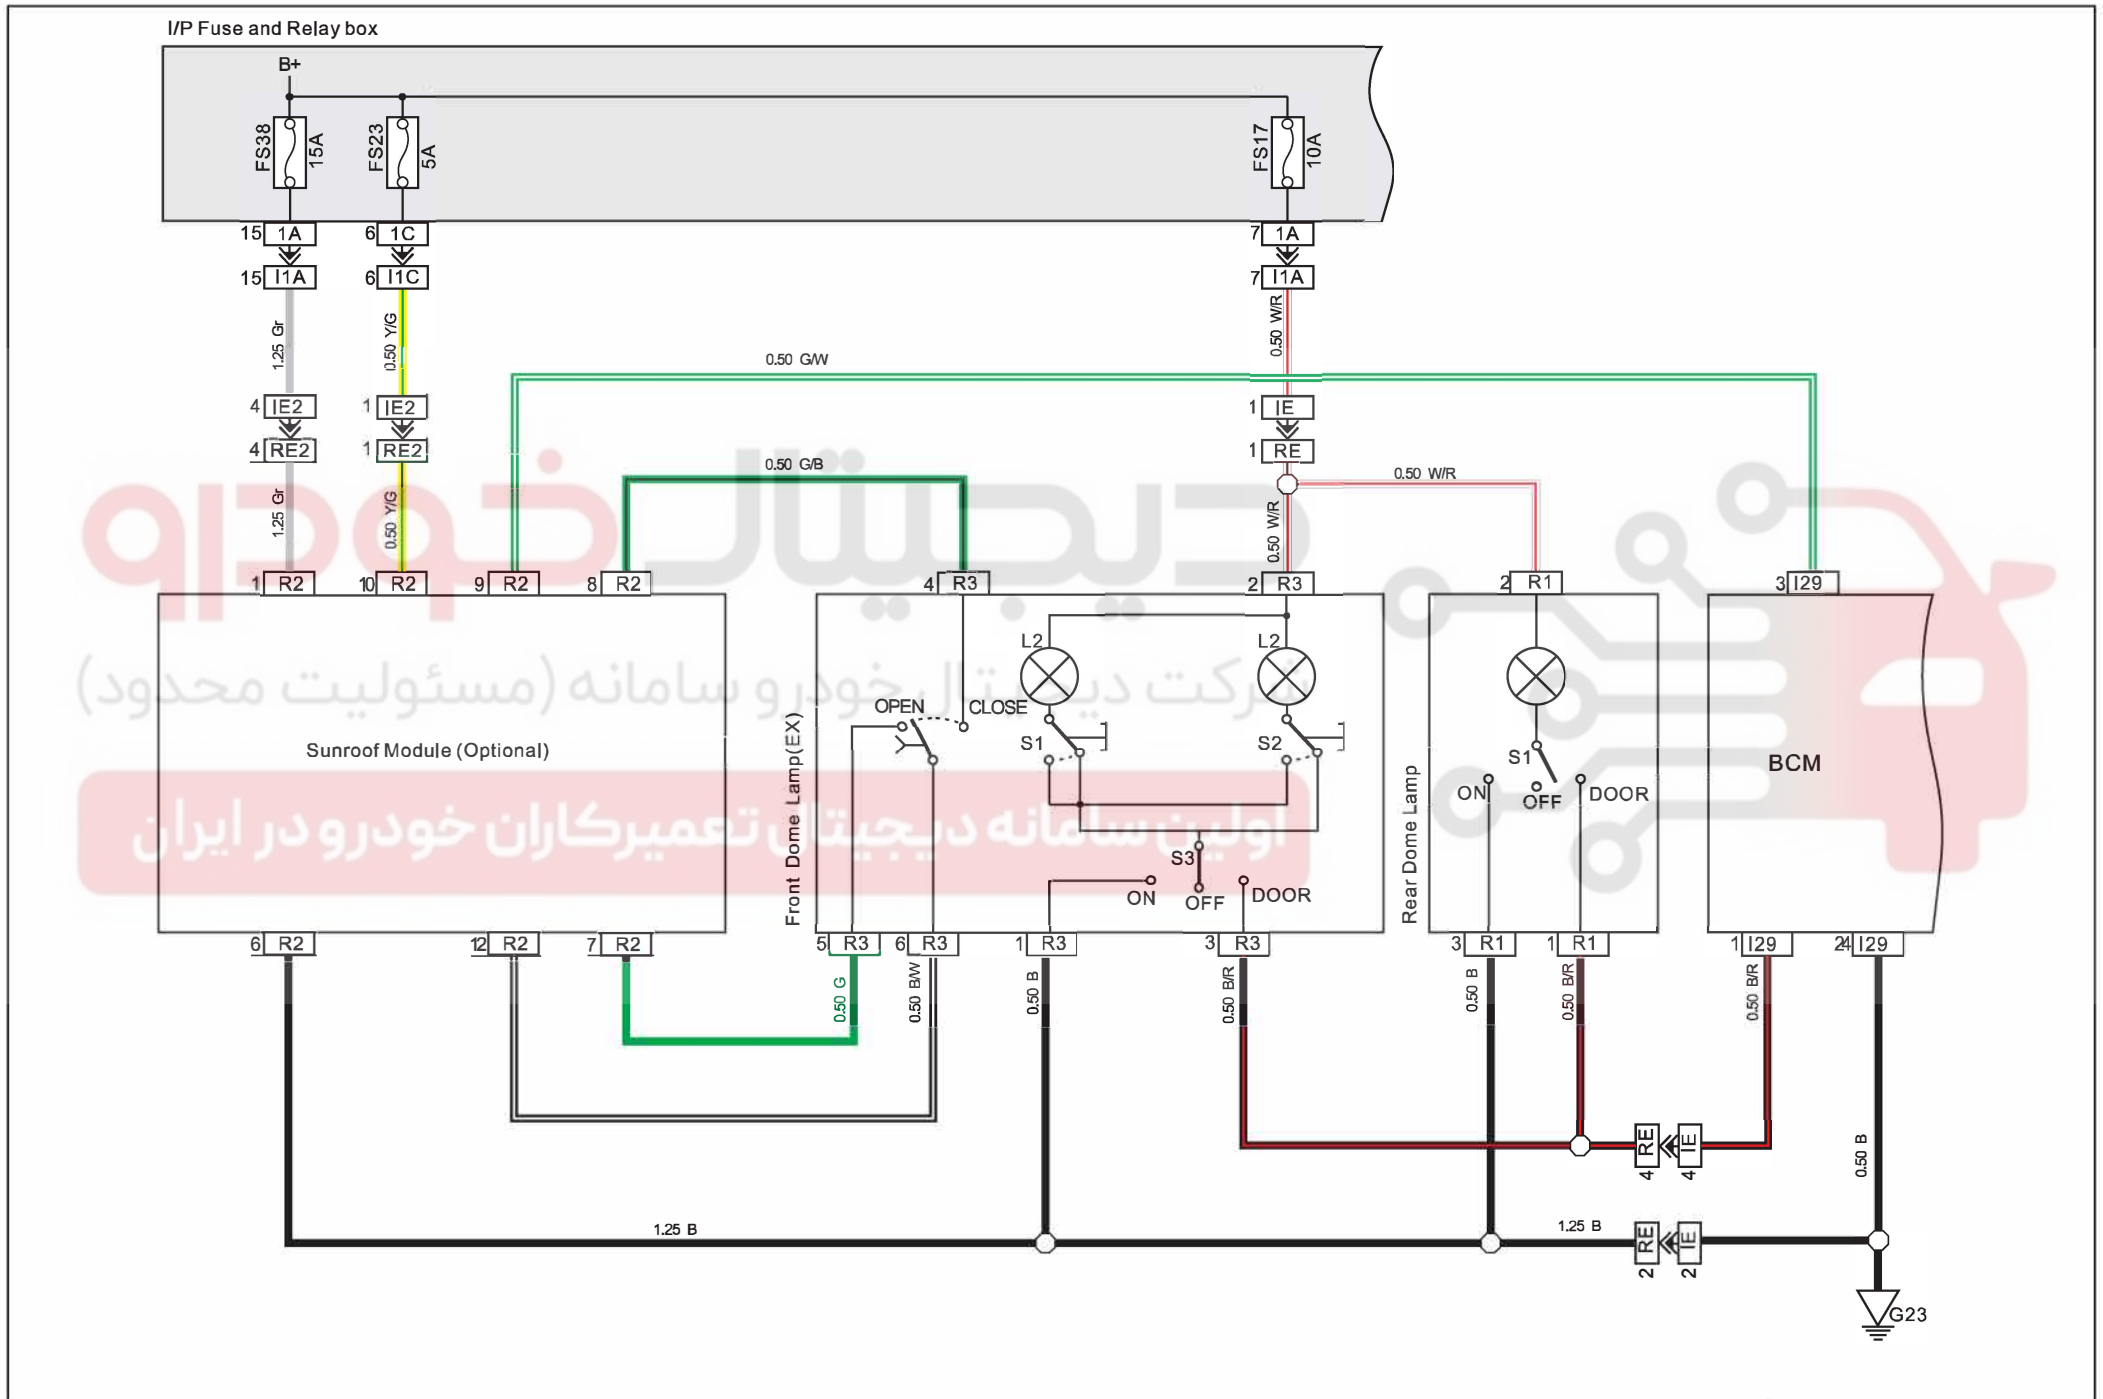 I/P Fuse and Relay box
B+
FS38
15A
FS23
5A
FS17
10A
15 1A
6 1C
7 1A
15 I1A
6 I1C
7 I1A
1.25 Gr
0.50 Y/G
0.50 W/R
0.50 G/W
4 IE2
1 IE2
1 IE
4 RE2
1 RE2
1 RE
0.50 G/B
0.50 W/R
1.25 Gr
0.50 Y/G
0.50 W/R
دیجیتال خودرو
1 R2
10 R2
9 R2
8 R2
4 R3
2 R3
2 R1
3 I29
شرکت دیجیتال خودرو سامانه (مسئولیت محدود)
L2
L2
OPEN
CLOSE
S1
S2
S1
Sunroof Module (Optional)
Front Dome Lamp(EX)
Rear Dome Lamp
BCM
ON
OFF
DOOR
اولین سامانه دیجیتال تعمیرکاران خودرو در ایران
S3
ON
OFF
DOOR
6 R2
12 R2
7 R2
5 R3
6 R3
1 R3
3 R3
3 R1
1 R1
1 I29
24 I29
0.50 G
0.50 B/W
0.50 B
0.50 B/R
0.50 B
0.50 B/R
0.50 B/R
0.50 B
RE
IE
4
4
1.25 B
1.25 B
RE
IE
2
2
G23